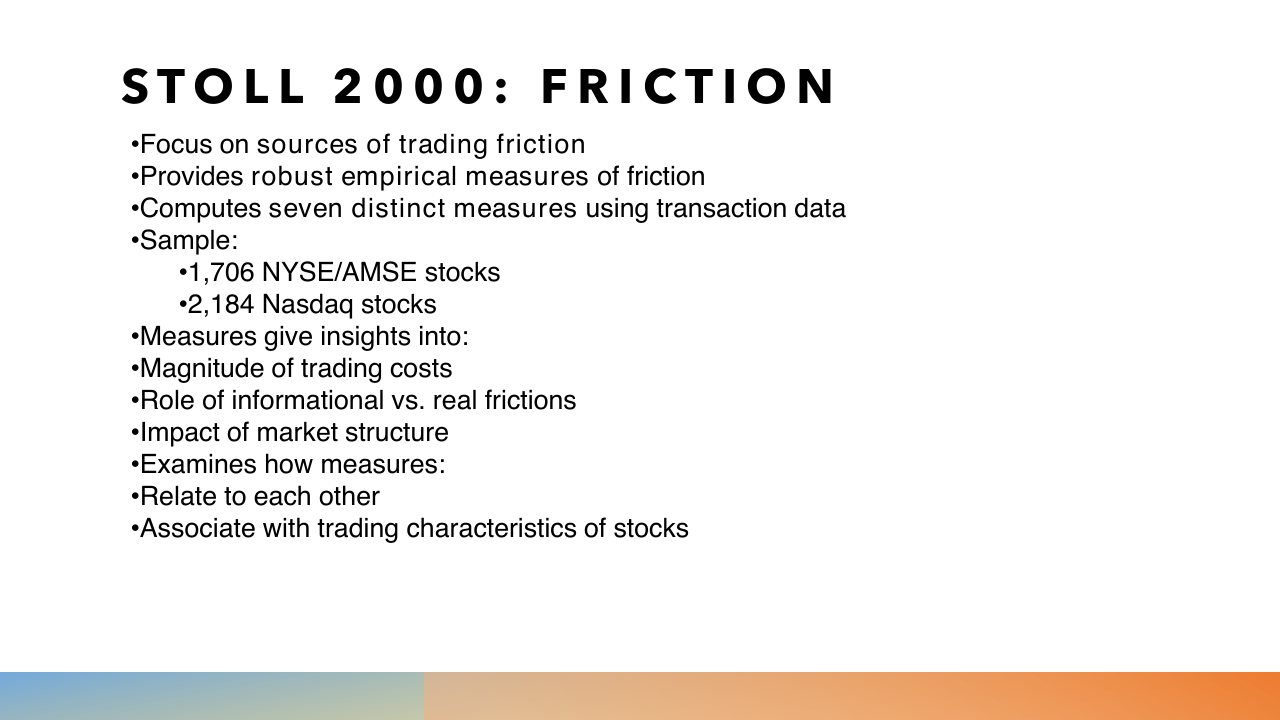 STOLL 2000: FRICTION
•Focus on sources of trading friction
•Provides robust empirical measures of friction
•Computes seven distinct measures using transaction data
•Sample:
•1,706 NYSE/AMSE stocks
•2,184 Nasdaq stocks
•Measures give insights into:
•Magnitude of trading costs
•Role of informational vs. real frictions
•Impact of market structure
•Examines how measures:
•Relate to each other
•Associate with trading characteristics of stocks